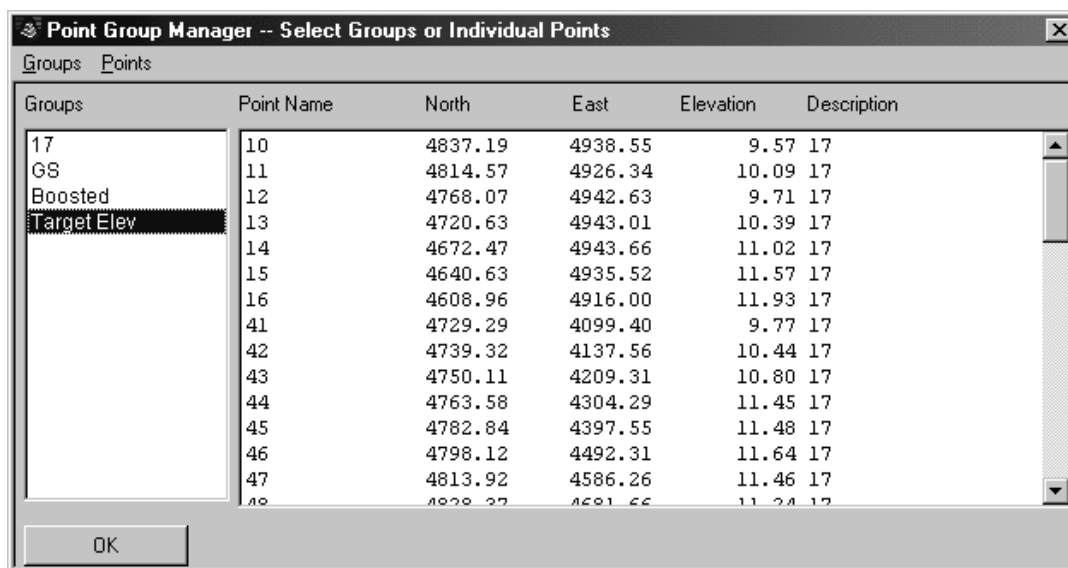 Point Group Manager -- Select Groups or Individual Points
Groups Points
Groups Point Name North East Elevation Description
17
GS
Boosted
Target Elev
10 4837.19 4938.55 9.57 17
11 4814.57 4926.34 10.09 17
12 4768.07 4942.63 9.71 17
13 4720.63 4943.01 10.39 17
14 4672.47 4943.66 11.02 17
15 4640.63 4935.52 11.57 17
16 4608.96 4916.00 11.93 17
41 4729.29 4099.40 9.77 17
42 4739.32 4137.56 10.44 17
43 4750.11 4209.31 10.80 17
44 4763.58 4304.29 11.45 17
45 4782.84 4397.55 11.48 17
46 4798.12 4492.31 11.64 17
47 4813.92 4586.26 11.46 17
OK